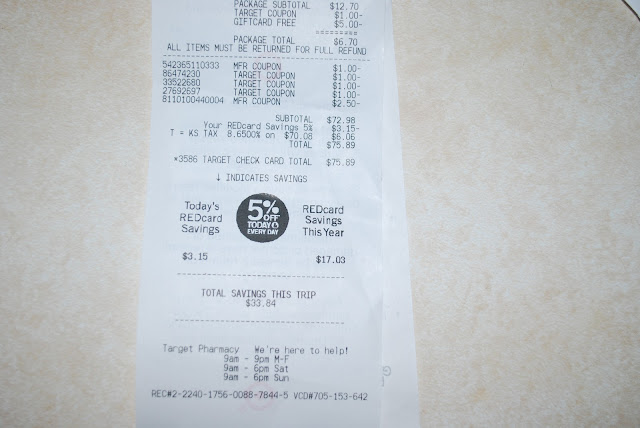 PACKAGE SUBTOTAL $12.70
TARGET COUPON $1.00-
GIFTCARD FREE $5.00-
=========
PACKAGE TOTAL $6.70
ALL ITEMS MUST BE RETURNED FOR FULL REFUND
542365110333 MFR COUPON $1.00-
86474230 TARGET COUPON $1.00-
33522680 TARGET COUPON $1.00-
27692697 TARGET COUPON $1.00-
8110100440004 MFR COUPON $2.50-
SUBTOTAL $72.98
Your REDcard Savings 5% $3.15-
T = KS TAX 8.6500% on $70.08 $6.06
TOTAL $75.89
*3586 TARGET CHECK CARD TOTAL $75.89
↓ INDICATES SAVINGS
Today's
REDcard
Savings
5%
OFF
TODAY &
EVERY DAY
REDcard
Savings
This Year
$3.15 $17.03
TOTAL SAVINGS THIS TRIP
$33.84
Target Pharmacy We're here to help!
9am - 9pm M-F
9am - 6pm Sat
9am - 6pm Sun
REC#2-2240-1756-0088-7844-5 VCD#705-153-642